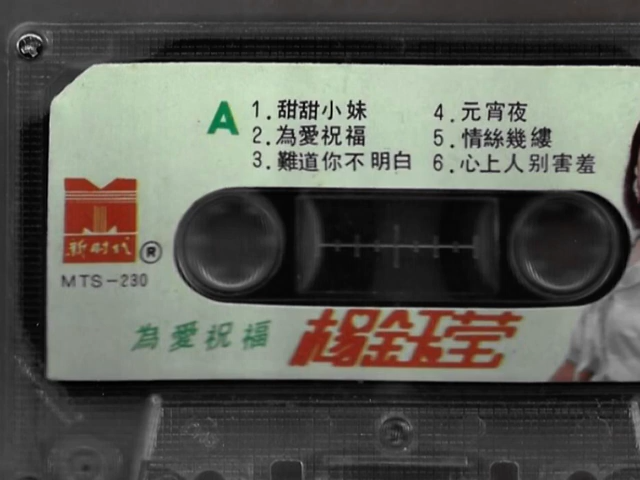 A
1.甜甜小妹
2.為愛祝福
3.難道你不明白
4.元宵夜
5.情絲幾縷
6.心上人別害羞
新时代 ®
MTS-230
為愛祝福
楊鈺莹